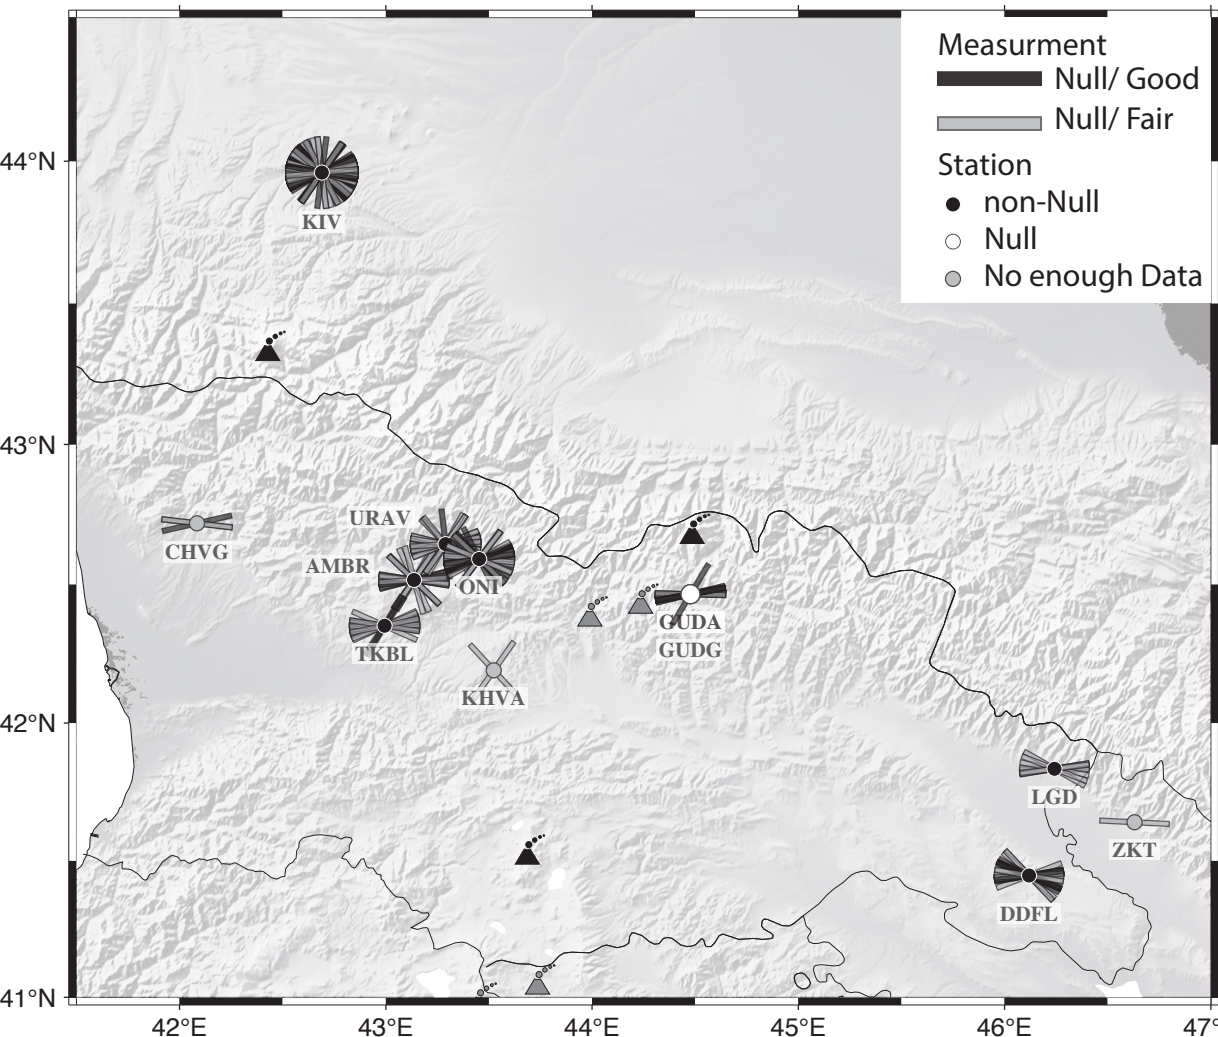 Measurment
Null/ Good
Null/ Fair
Station
non-Null
Null
No enough Data
44°N
43°N
42°N
41°N
KIV
URAV
CHVG
AMBR
ONI
GUDA
GUDG
TKBL
KHVA
LGD
ZKT
DDFL
42°E
43°E
44°E
45°E
46°E
47°